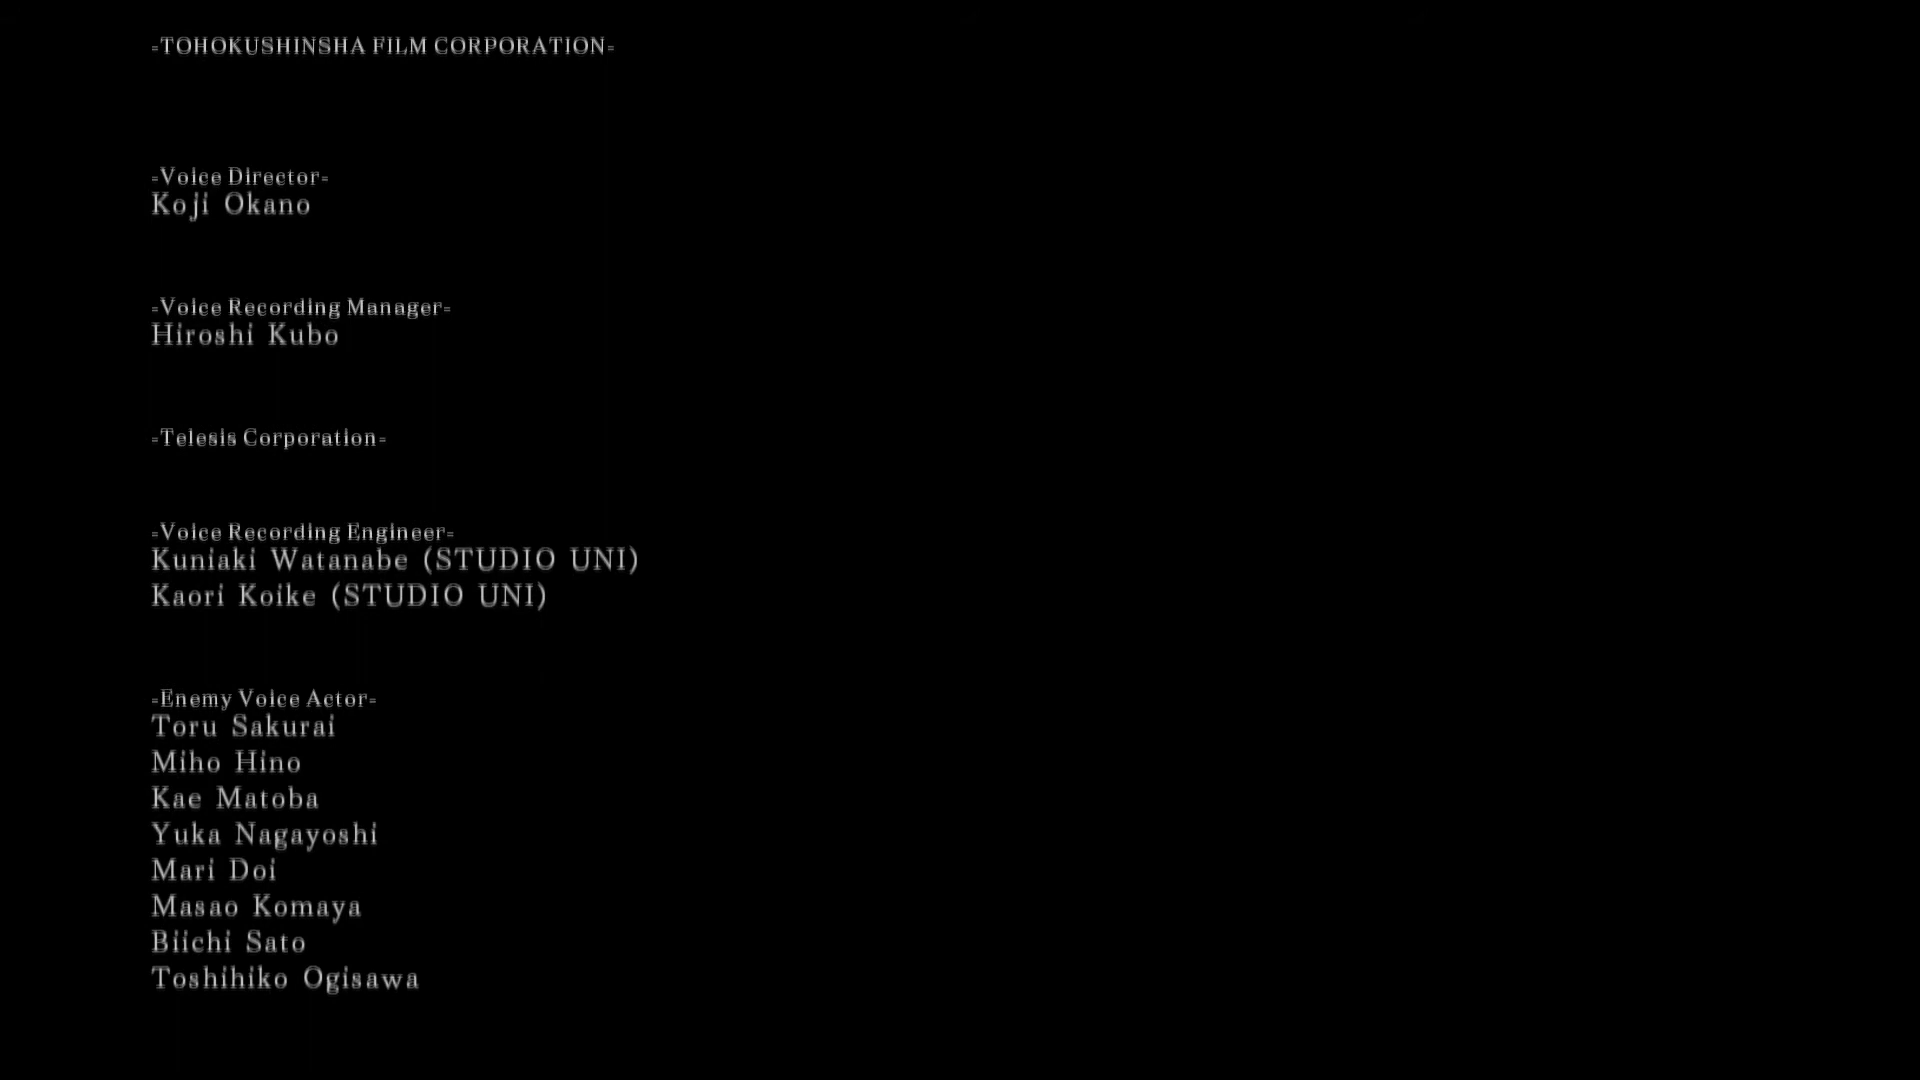 -TOHOKUSHINSHA FILM CORPORATION-
-Voice Director-
Koji Okano
-Voice Recording Manager-
Hiroshi Kubo
-Telesis Corporation-
-Voice Recording Engineer-
Kuniaki Watanabe (STUDIO UNI)
Kaori Koike (STUDIO UNI)
-Enemy Voice Actor-
Toru Sakurai
Miho Hino
Kae Matoba
Yuka Nagayoshi
Mari Doi
Masao Komaya
Biichi Sato
Toshihiko Ogisawa